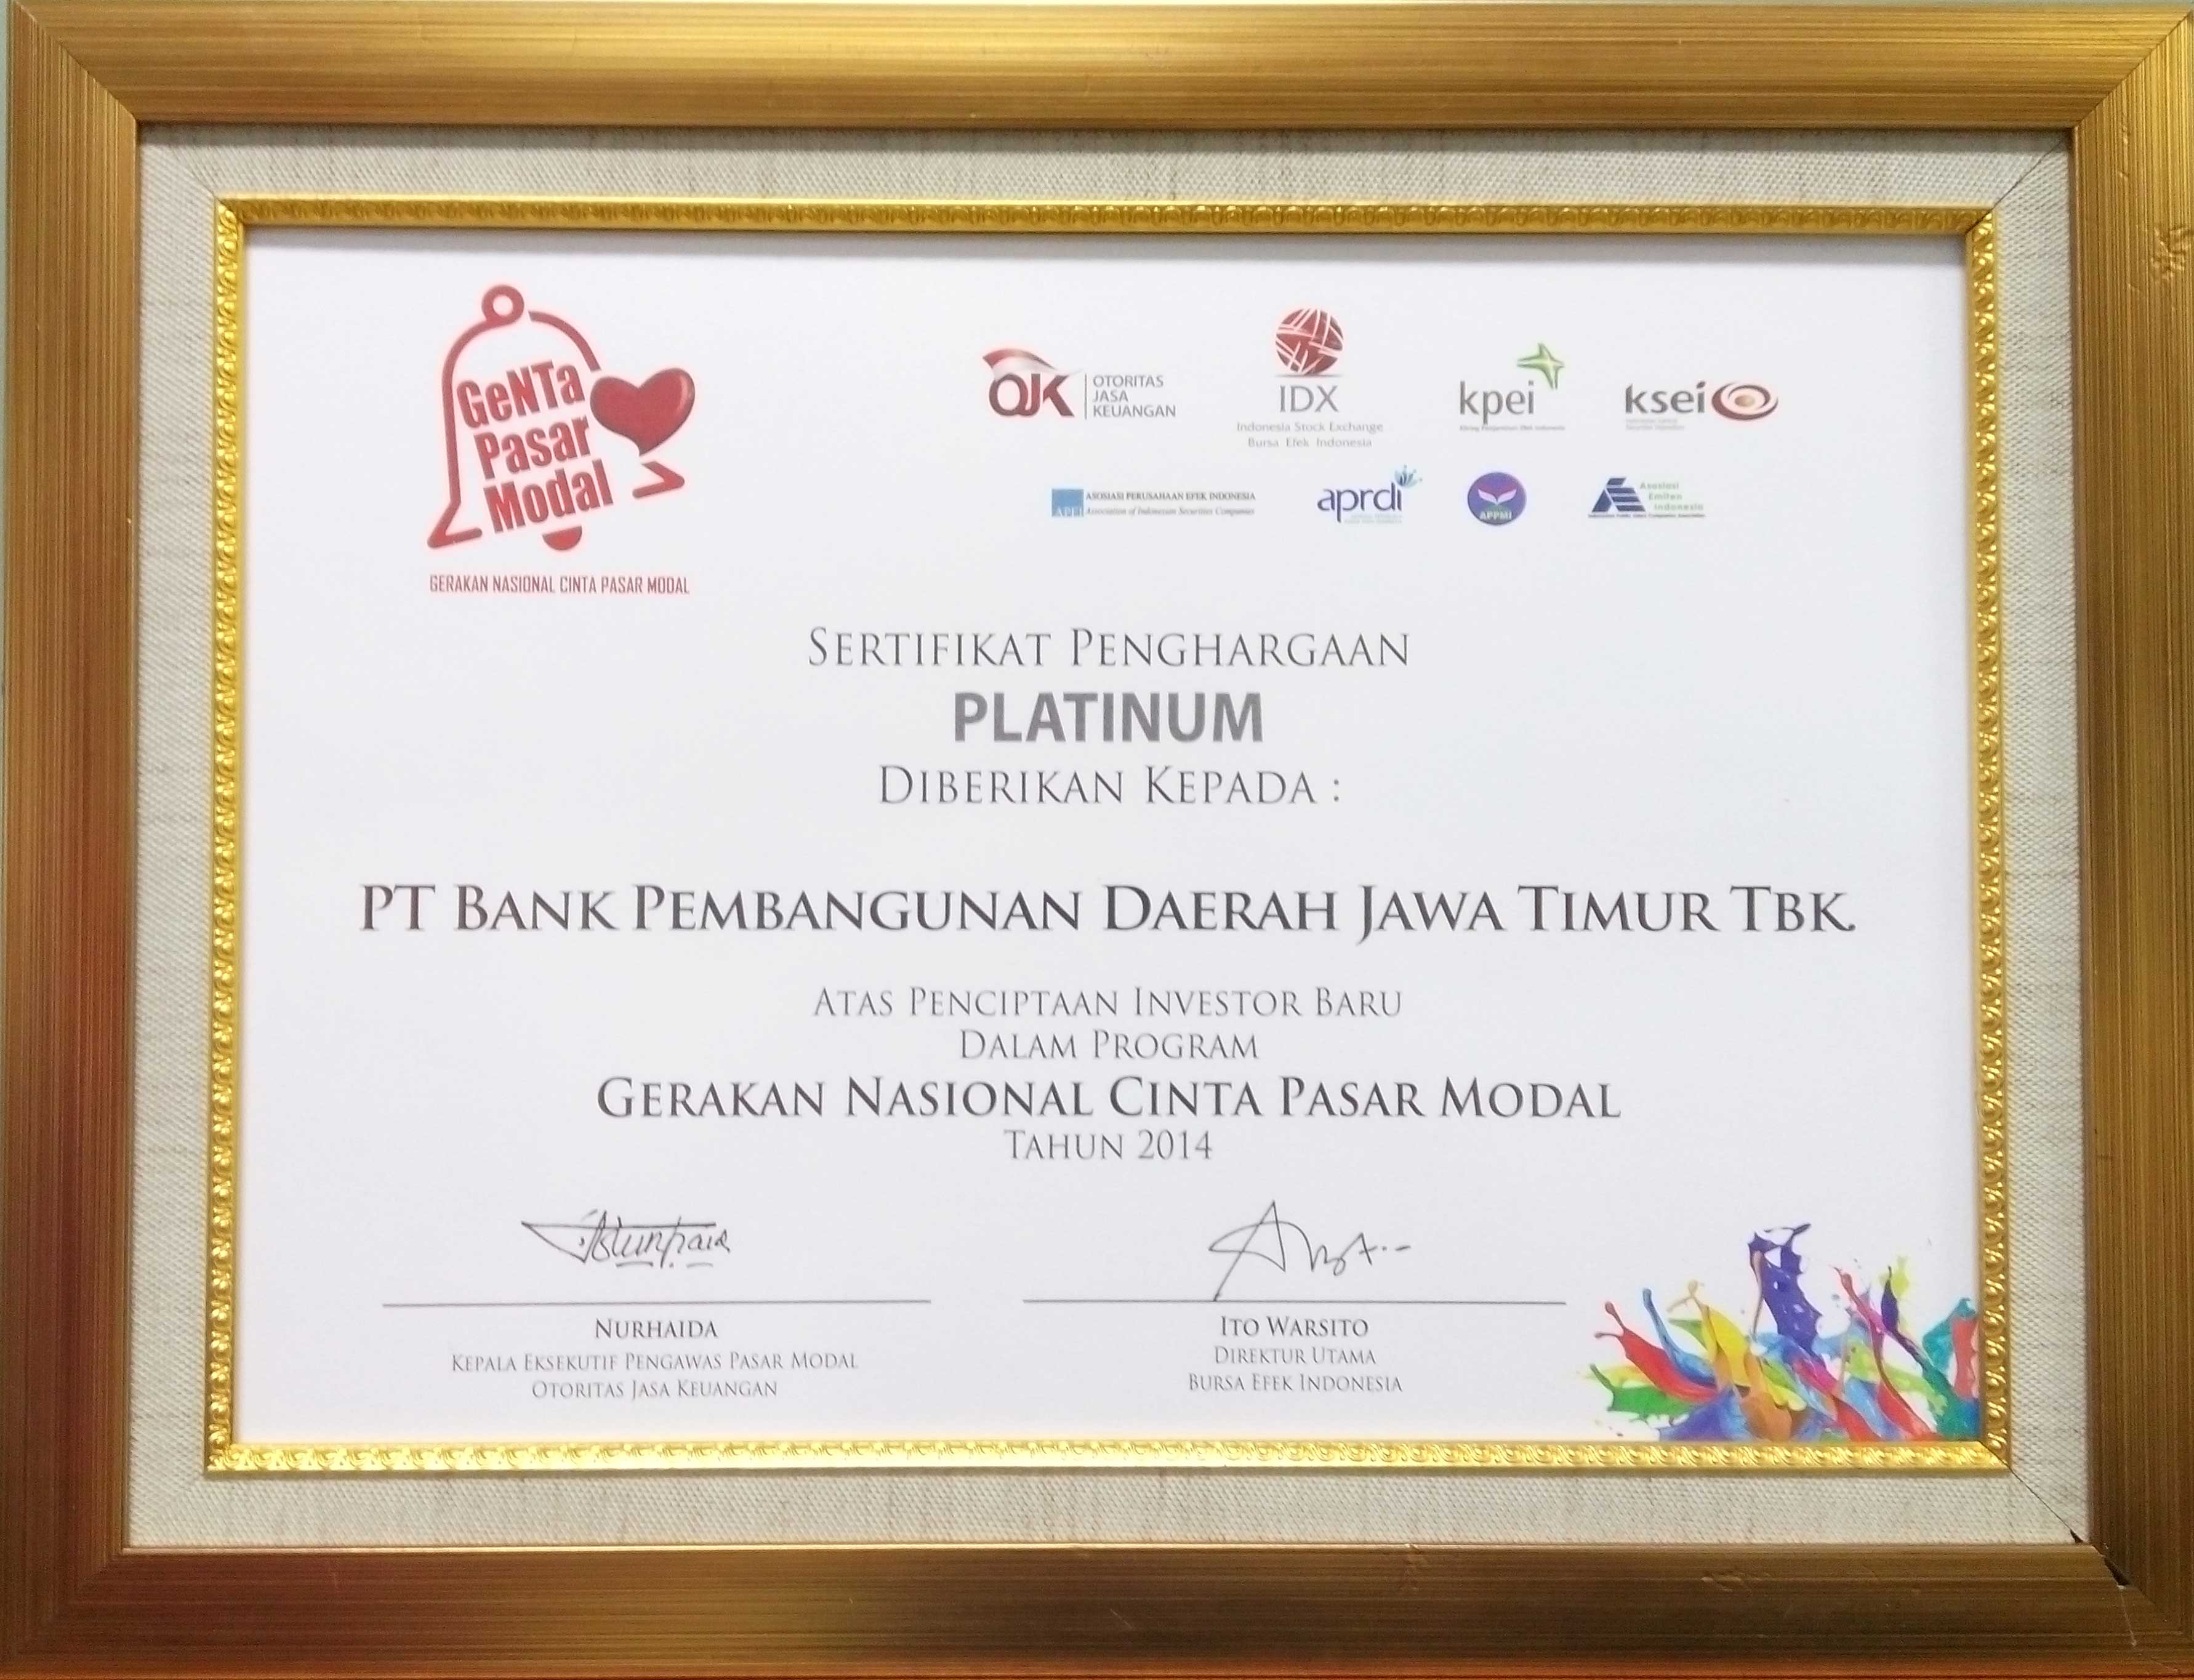 GeNTa
Pasar
Modal
GERAKAN NASIONAL CINTA PASAR MODAL
OJK
OTORITAS
JASA
KEUANGAN
IDX
Indonesia Stock Exchange
Bursa Efek Indonesia
kpei
ksei
APEI
ASOSIASI PERUSAHAAN EFEK INDONESIA
Association of Indonesian Securities Companies
aprdi
APPMI
Asosiasi
Emiten
Indonesia
SERTIFIKAT PENGHARGAAN
PLATINUM
DIBERIKAN KEPADA :
PT BANK PEMBANGUNAN DAERAH JAWA TIMUR TBK.
ATAS PENCIPTAAN INVESTOR BARU
DALAM PROGRAM
GERAKAN NASIONAL CINTA PASAR MODAL
TAHUN 2014
NURHAIDA
KEPALA EKSEKUTIF PENGAWAS PASAR MODAL
OTORITAS JASA KEUANGAN
ITO WARSITO
DIREKTUR UTAMA
BURSA EFEK INDONESIA